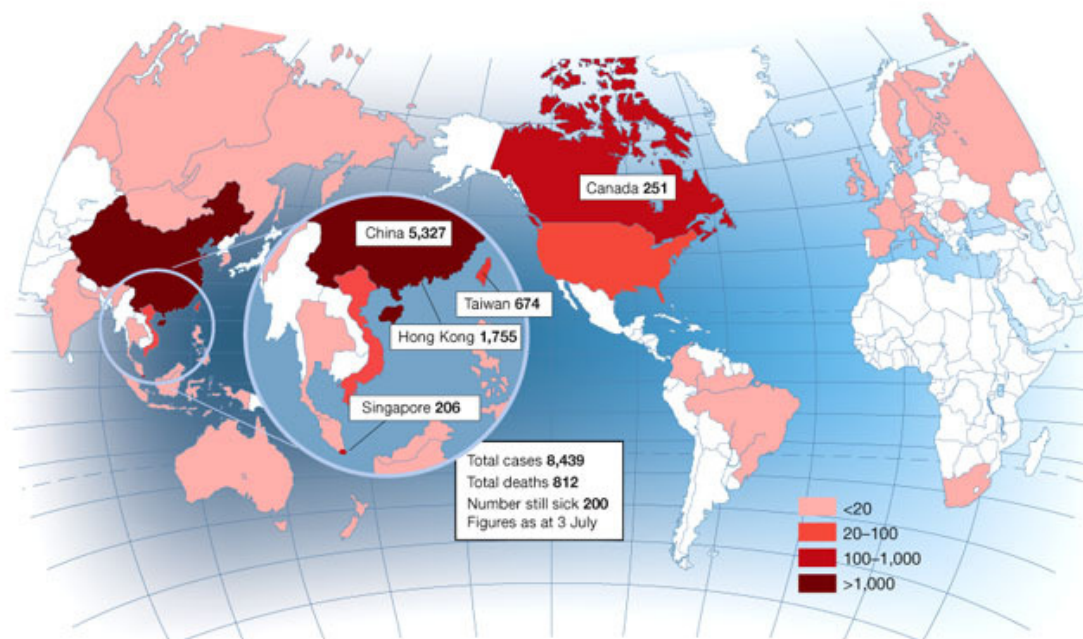 Canada 251
China 5,327
Taiwan 674
Hong Kong 1,755
Singapore 206
Total cases 8,439
Total deaths 812
Number still sick 200
Figures as at 3 July
<20
20–100
100–1,000
>1,000